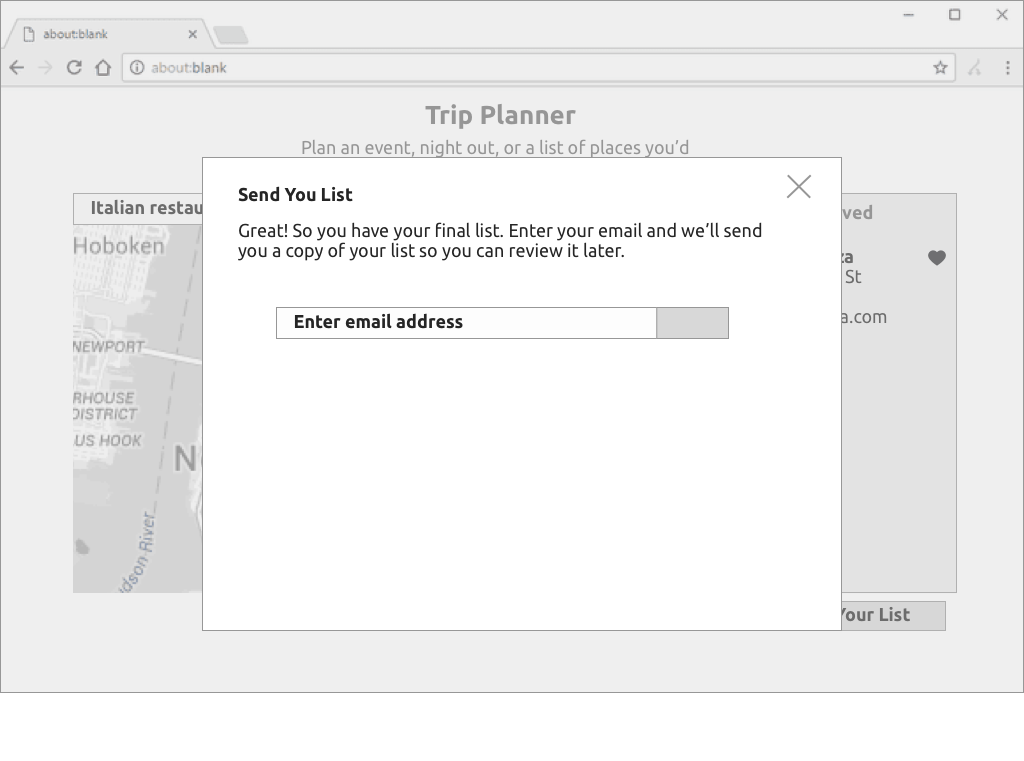 about:blank
about:blank
Trip Planner
Plan an event, night out, or a list of places you’d
Send You List
Great! So you have your final list. Enter your email and we’ll send
you a copy of your list so you can review it later.
Enter email address
Italian restau
Hoboken
NEWPORT
RHOUSE
DISTRICT
US HOOK
N
dson River
ved
za
St
a.com
Your List